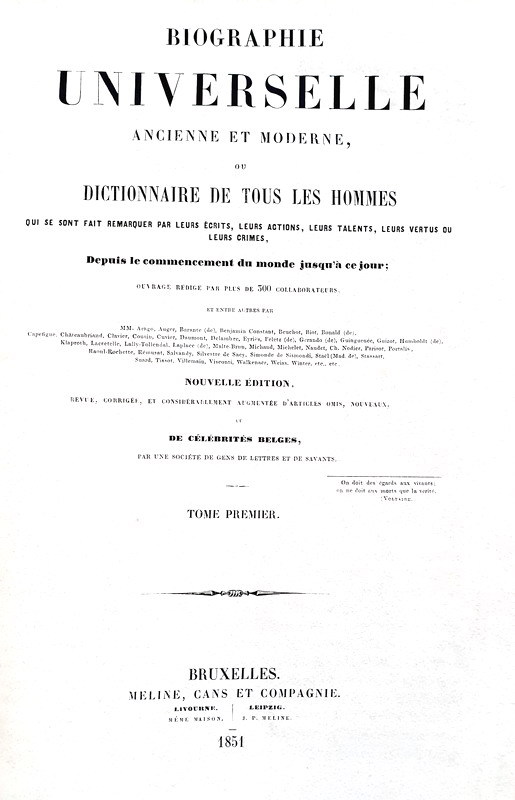 BIOGRAPHIE
UNIVERSELLE
ANCIENNE ET MODERNE,
OU
DICTIONNAIRE DE TOUS LES HOMMES
QUI SE SONT FAIT REMARQUER PAR LEURS ÉCRITS, LEURS ACTIONS, LEURS TALENTS, LEURS VERTUS OU
LEURS CRIMES,
Depuis le commencement du monde jusqu'à ce jour;
OUVRAGE RÉDIGÉ PAR PLUS DE 300 COLLABORATEURS.
ET ENTRE AUTRES PAR
MM. Arago, Auger, Barante (de), Benjamin Constant, Beuchot, Biot, Bonald (de),
Capefigue, Châteaubriand, Clavier, Cousin, Cuvier, Daunount, Delambre, Eyriès, Feletz (de), Gérando (de), Guinguenée, Guizot, Humboldt (de),
Klaproth, Lacretelle, Lally-Tollendal, Laplace (de), Malte-Brun, Michaud, Michelet, Naudet, Ch. Nodier, Pariset, Portalis,
Raoul-Rochette, Rémusat, Salvandy, Silvestre de Sacy, Simonde de Sismondi, Staël (Mad. de), Stassart,
Suard, Tissot, Villemain, Visconti, Walkenaer, Weiss, Winter, etc., etc.
NOUVELLE ÉDITION,
REVUE, CORRIGÉE, ET CONSIDÉRABLEMENT AUGMENTÉE D'ARTICLES OMIS, NOUVEAUX,
ET
DE CÉLÉBRITÉS BELGES,
PAR UNE SOCIÉTÉ DE GENS DE LETTRES ET DE SAVANTS.
On doit des égards aux vivants;
on ne doit aux morts que la vérité.
(VOLTAIRE)
TOME PREMIER.
BRUXELLES.
MELINE, CANS ET COMPAGNIE.
LIVOURNE. LEIPZIG.
MÊME MAISON. J. P. MELINE.
1851